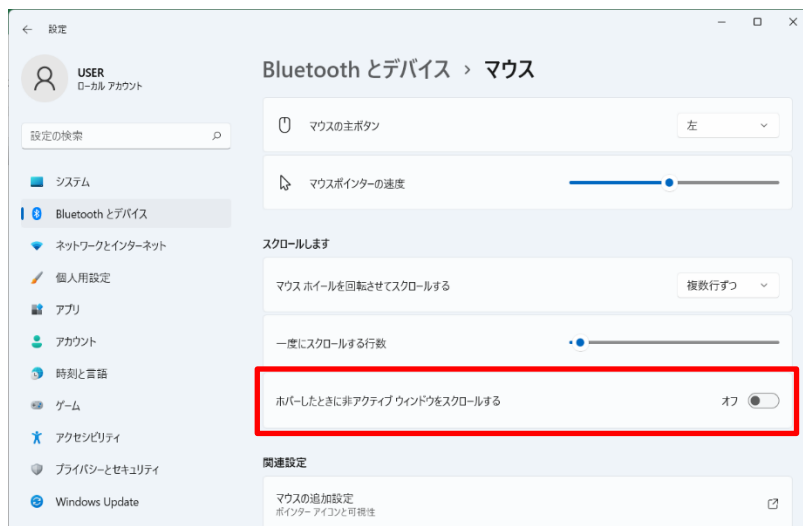 設定
USER
ローカル アカウント
設定の検索
システム
Bluetooth とデバイス
ネットワークとインターネット
個人用設定
アプリ
アカウント
時刻と言語
ゲーム
アクセシビリティ
プライバシーとセキュリティ
Windows Update
Bluetooth とデバイス › マウス
マウスの主ボタン
左
マウスポインターの速度
スクロールします
マウス ホイールを回転させてスクロールする
複数行ずつ
一度にスクロールする行数
ホバーしたときに非アクティブ ウィンドウをスクロールする
オフ
関連設定
マウスの追加設定
ポインター アイコンと可視性